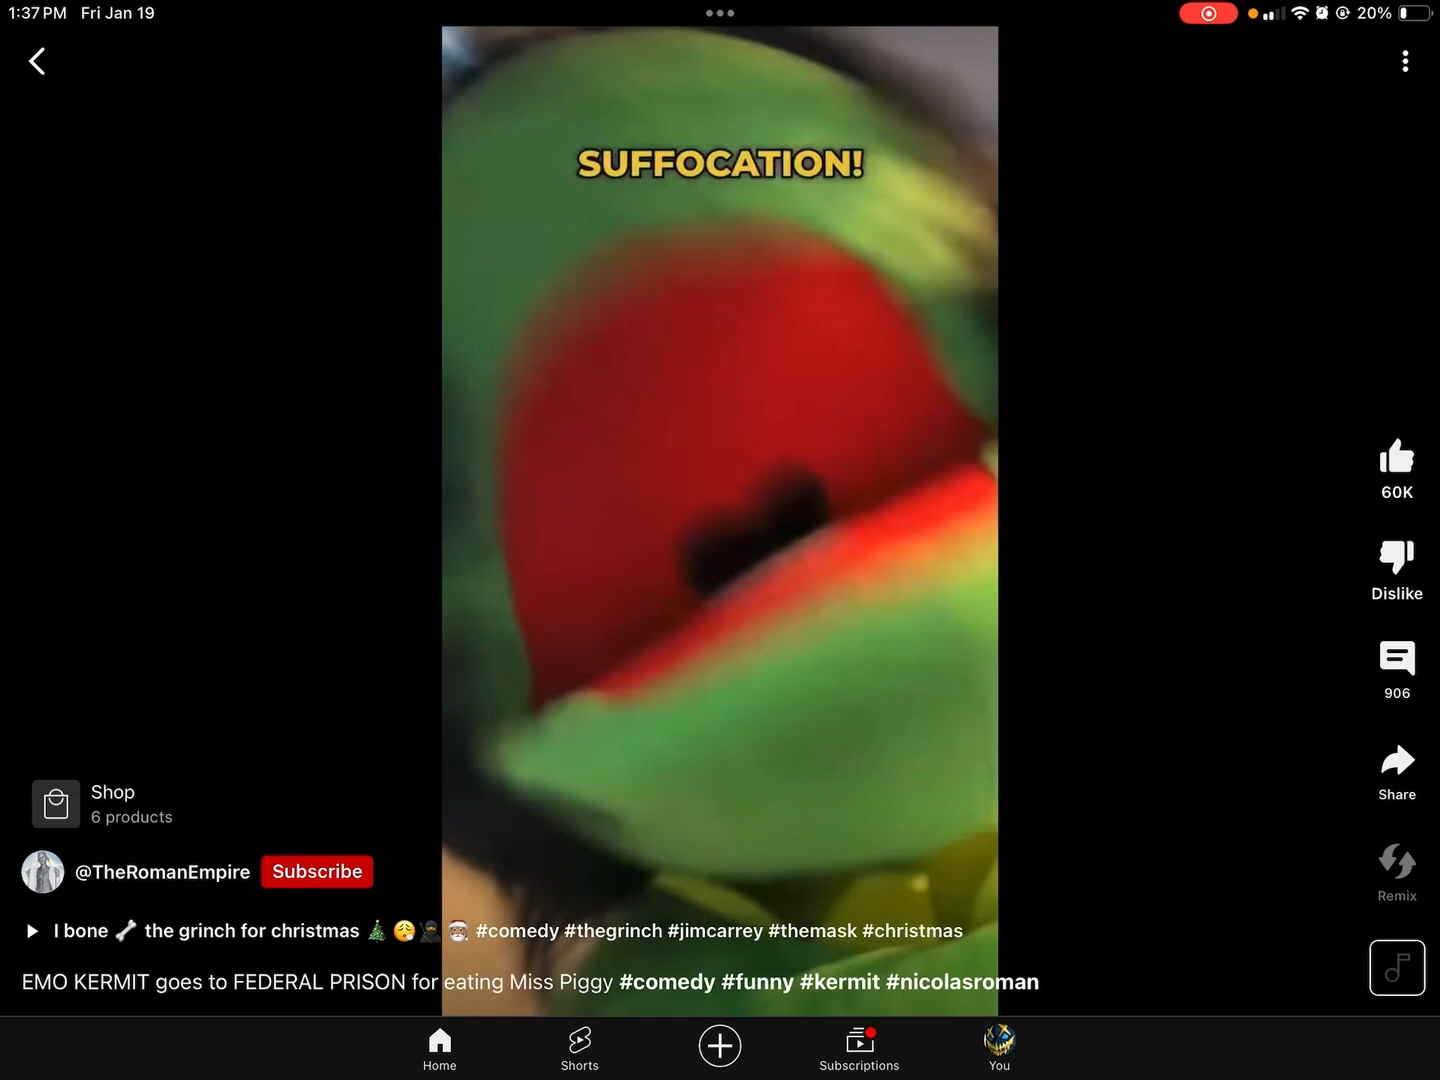 1:37 PM Fri Jan 19
20%
SUFFOCATION!
60K
Dislike
906
Share
Remix
Shop
6 products
@TheRomanEmpire Subscribe
I bone 🦴 the grinch for christmas 🎄 😮‍💨 🥷🏿 🎅🏽 #comedy #thegrinch #jimcarrey #themask #christmas
EMO KERMIT goes to FEDERAL PRISON for eating Miss Piggy #comedy #funny #kermit #nicolasroman
Home Shorts Subscriptions You